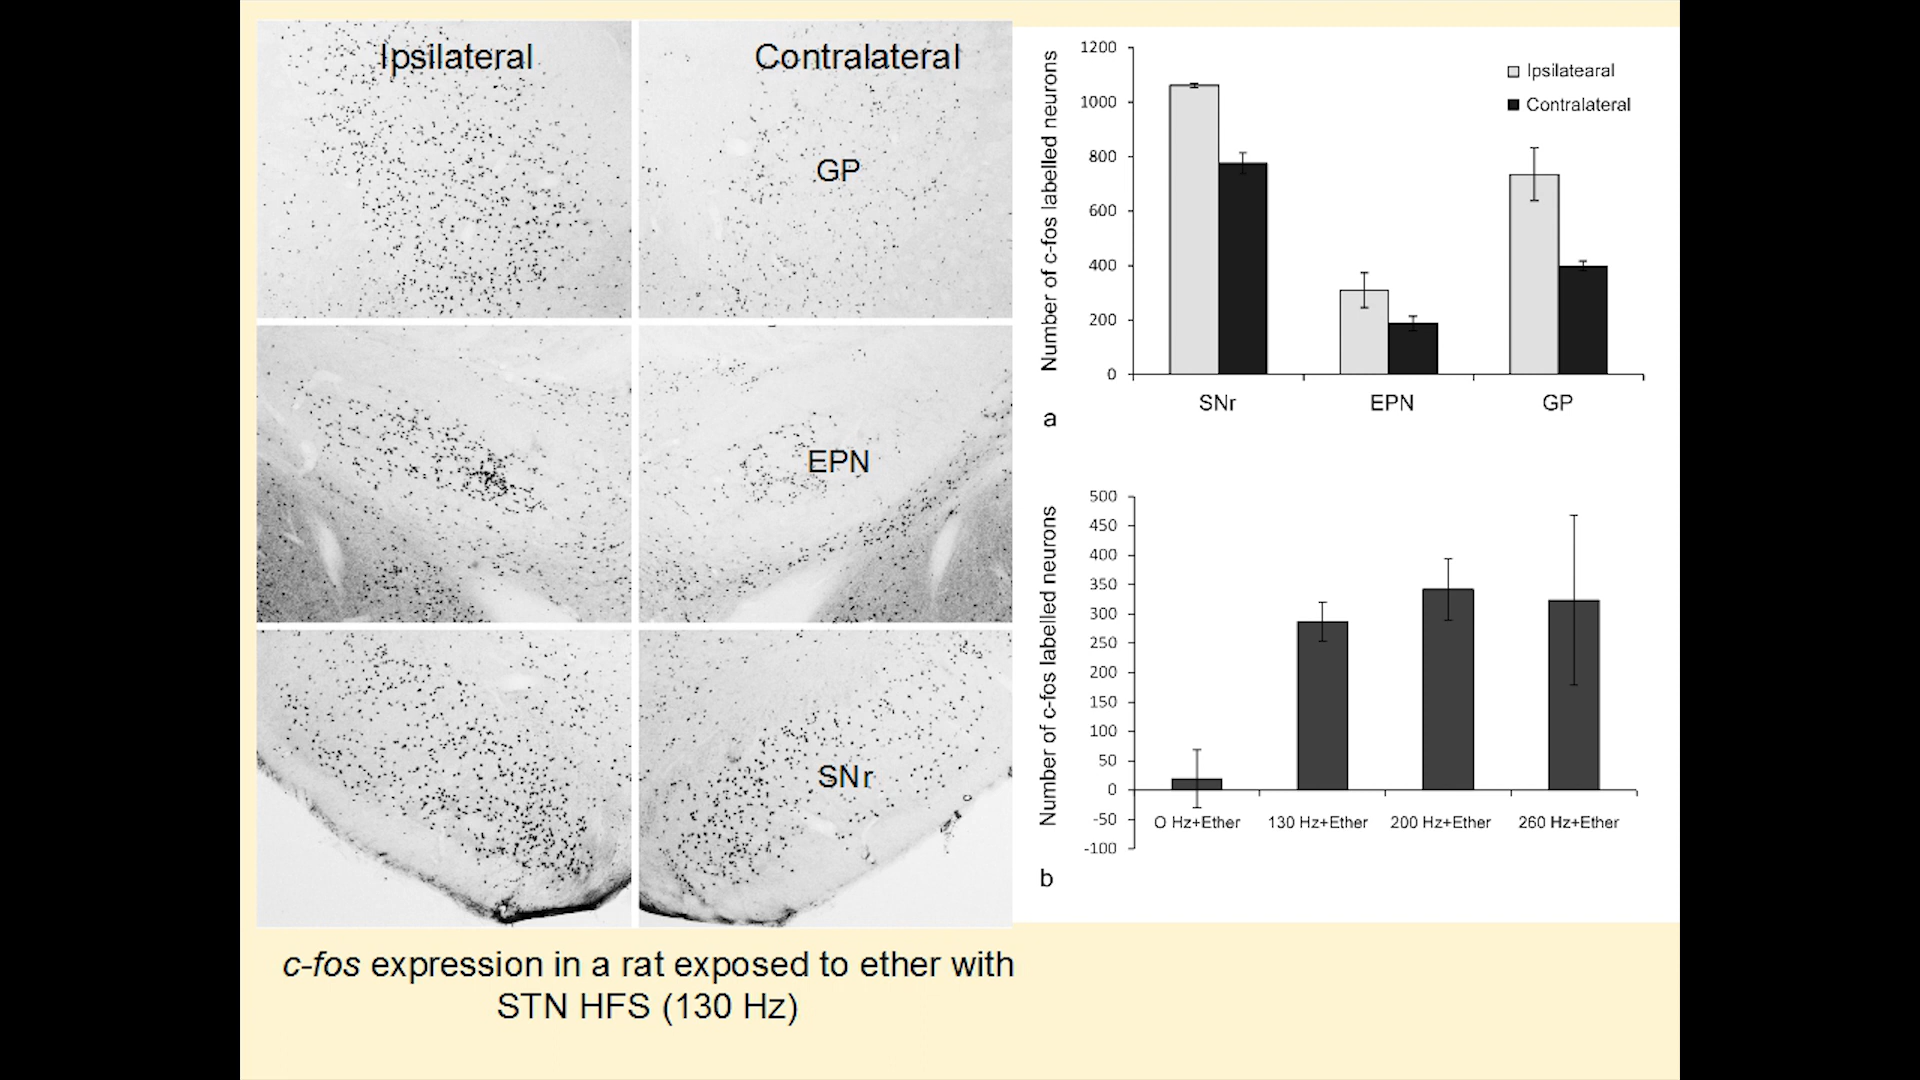 Ipsilateral
Contralateral
GP
EPN
SNr
c-fos expression in a rat exposed to ether with
STN HFS (130 Hz)
Number of c-fos labelled neurons
1200
1000
800
600
400
200
0
Ipsilatearal
Contralateral
SNr
EPN
GP
a
Number of c-fos labelled neurons
500
450
400
350
300
250
200
150
100
50
0
-50
-100
O Hz+Ether
130 Hz+Ether
200 Hz+Ether
260 Hz+Ether
b